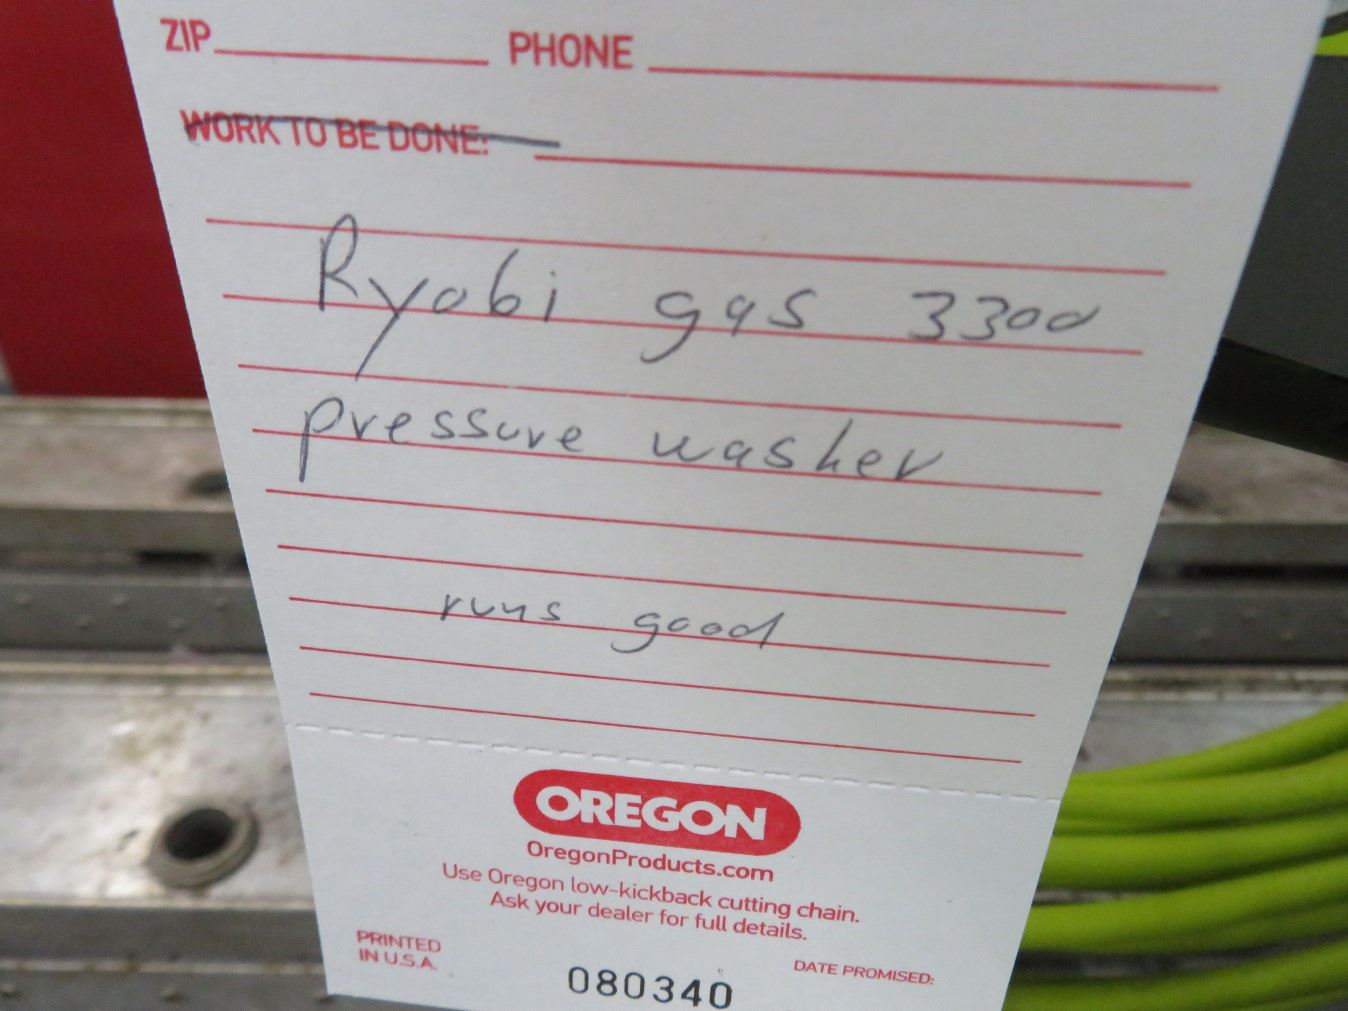 ZIP PHONE
WORK TO BE DONE:
Ryobi gas 3300
pressure washer
runs good
OREGON
OregonProducts.com
Use Oregon low-kickback cutting chain.
Ask your dealer for full details.
PRINTED
IN U.S.A.
DATE PROMISED:
080340